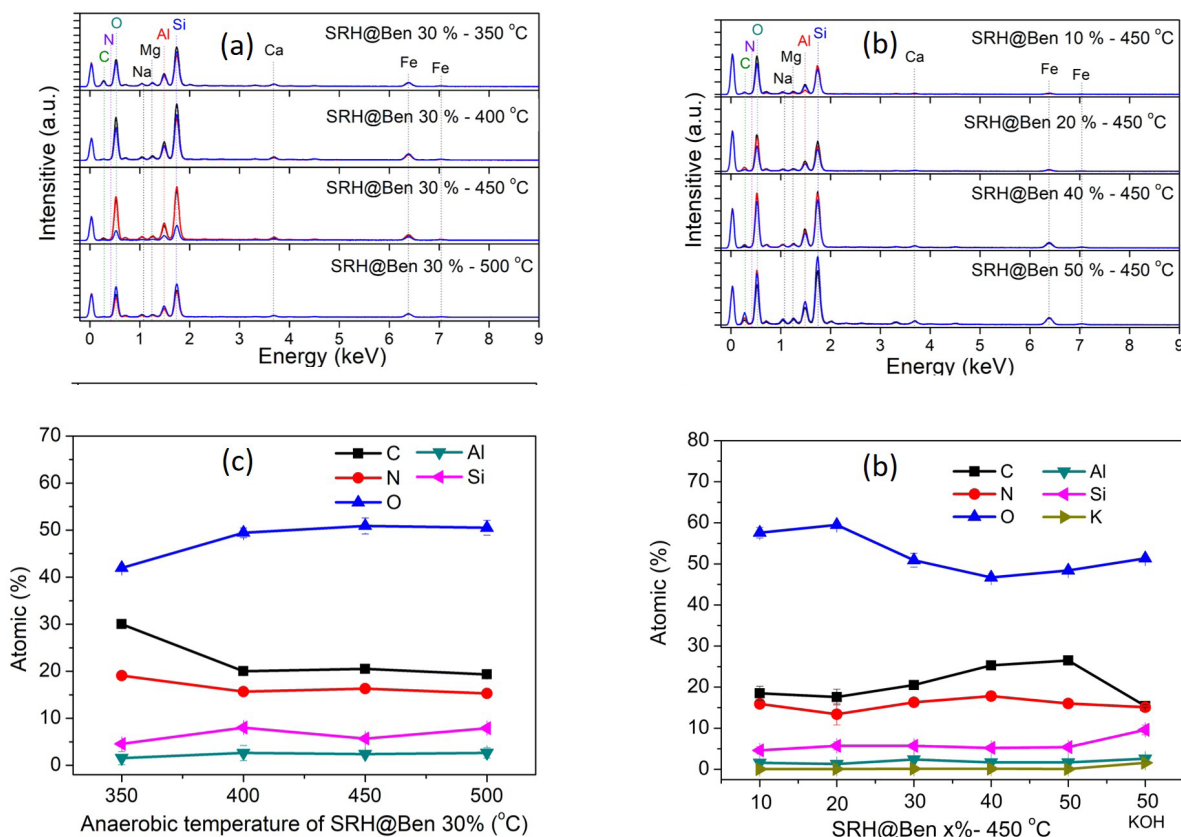 (a)
C N O Na Mg Al Si Ca Fe Fe
SRH@Ben 30 % - 350 °C
SRH@Ben 30 % - 400 °C
SRH@Ben 30 % - 450 °C
SRH@Ben 30 % - 500 °C
Intensitive (a.u.)
0 1 2 3 4 5 6 7 8 9
Energy (keV)
(b)
C N O Na Mg Al Si Ca Fe Fe
SRH@Ben 10 % - 450 °C
SRH@Ben 20 % - 450 °C
SRH@Ben 40 % - 450 °C
SRH@Ben 50 % - 450 °C
Intensitive (a.u.)
0 1 2 3 4 5 6 7 8 9
Energy (keV)
(c)
C Al
N Si
O
70
60
50
40
30
20
10
0
Atomic (%)
350 400 450 500
Anaerobic temperature of SRH@Ben 30% (°C)
(b)
C Al
N Si
O K
80
70
60
50
40
30
20
10
0
Atomic (%)
10 20 30 40 50 50
KOH
SRH@Ben x%- 450 °C